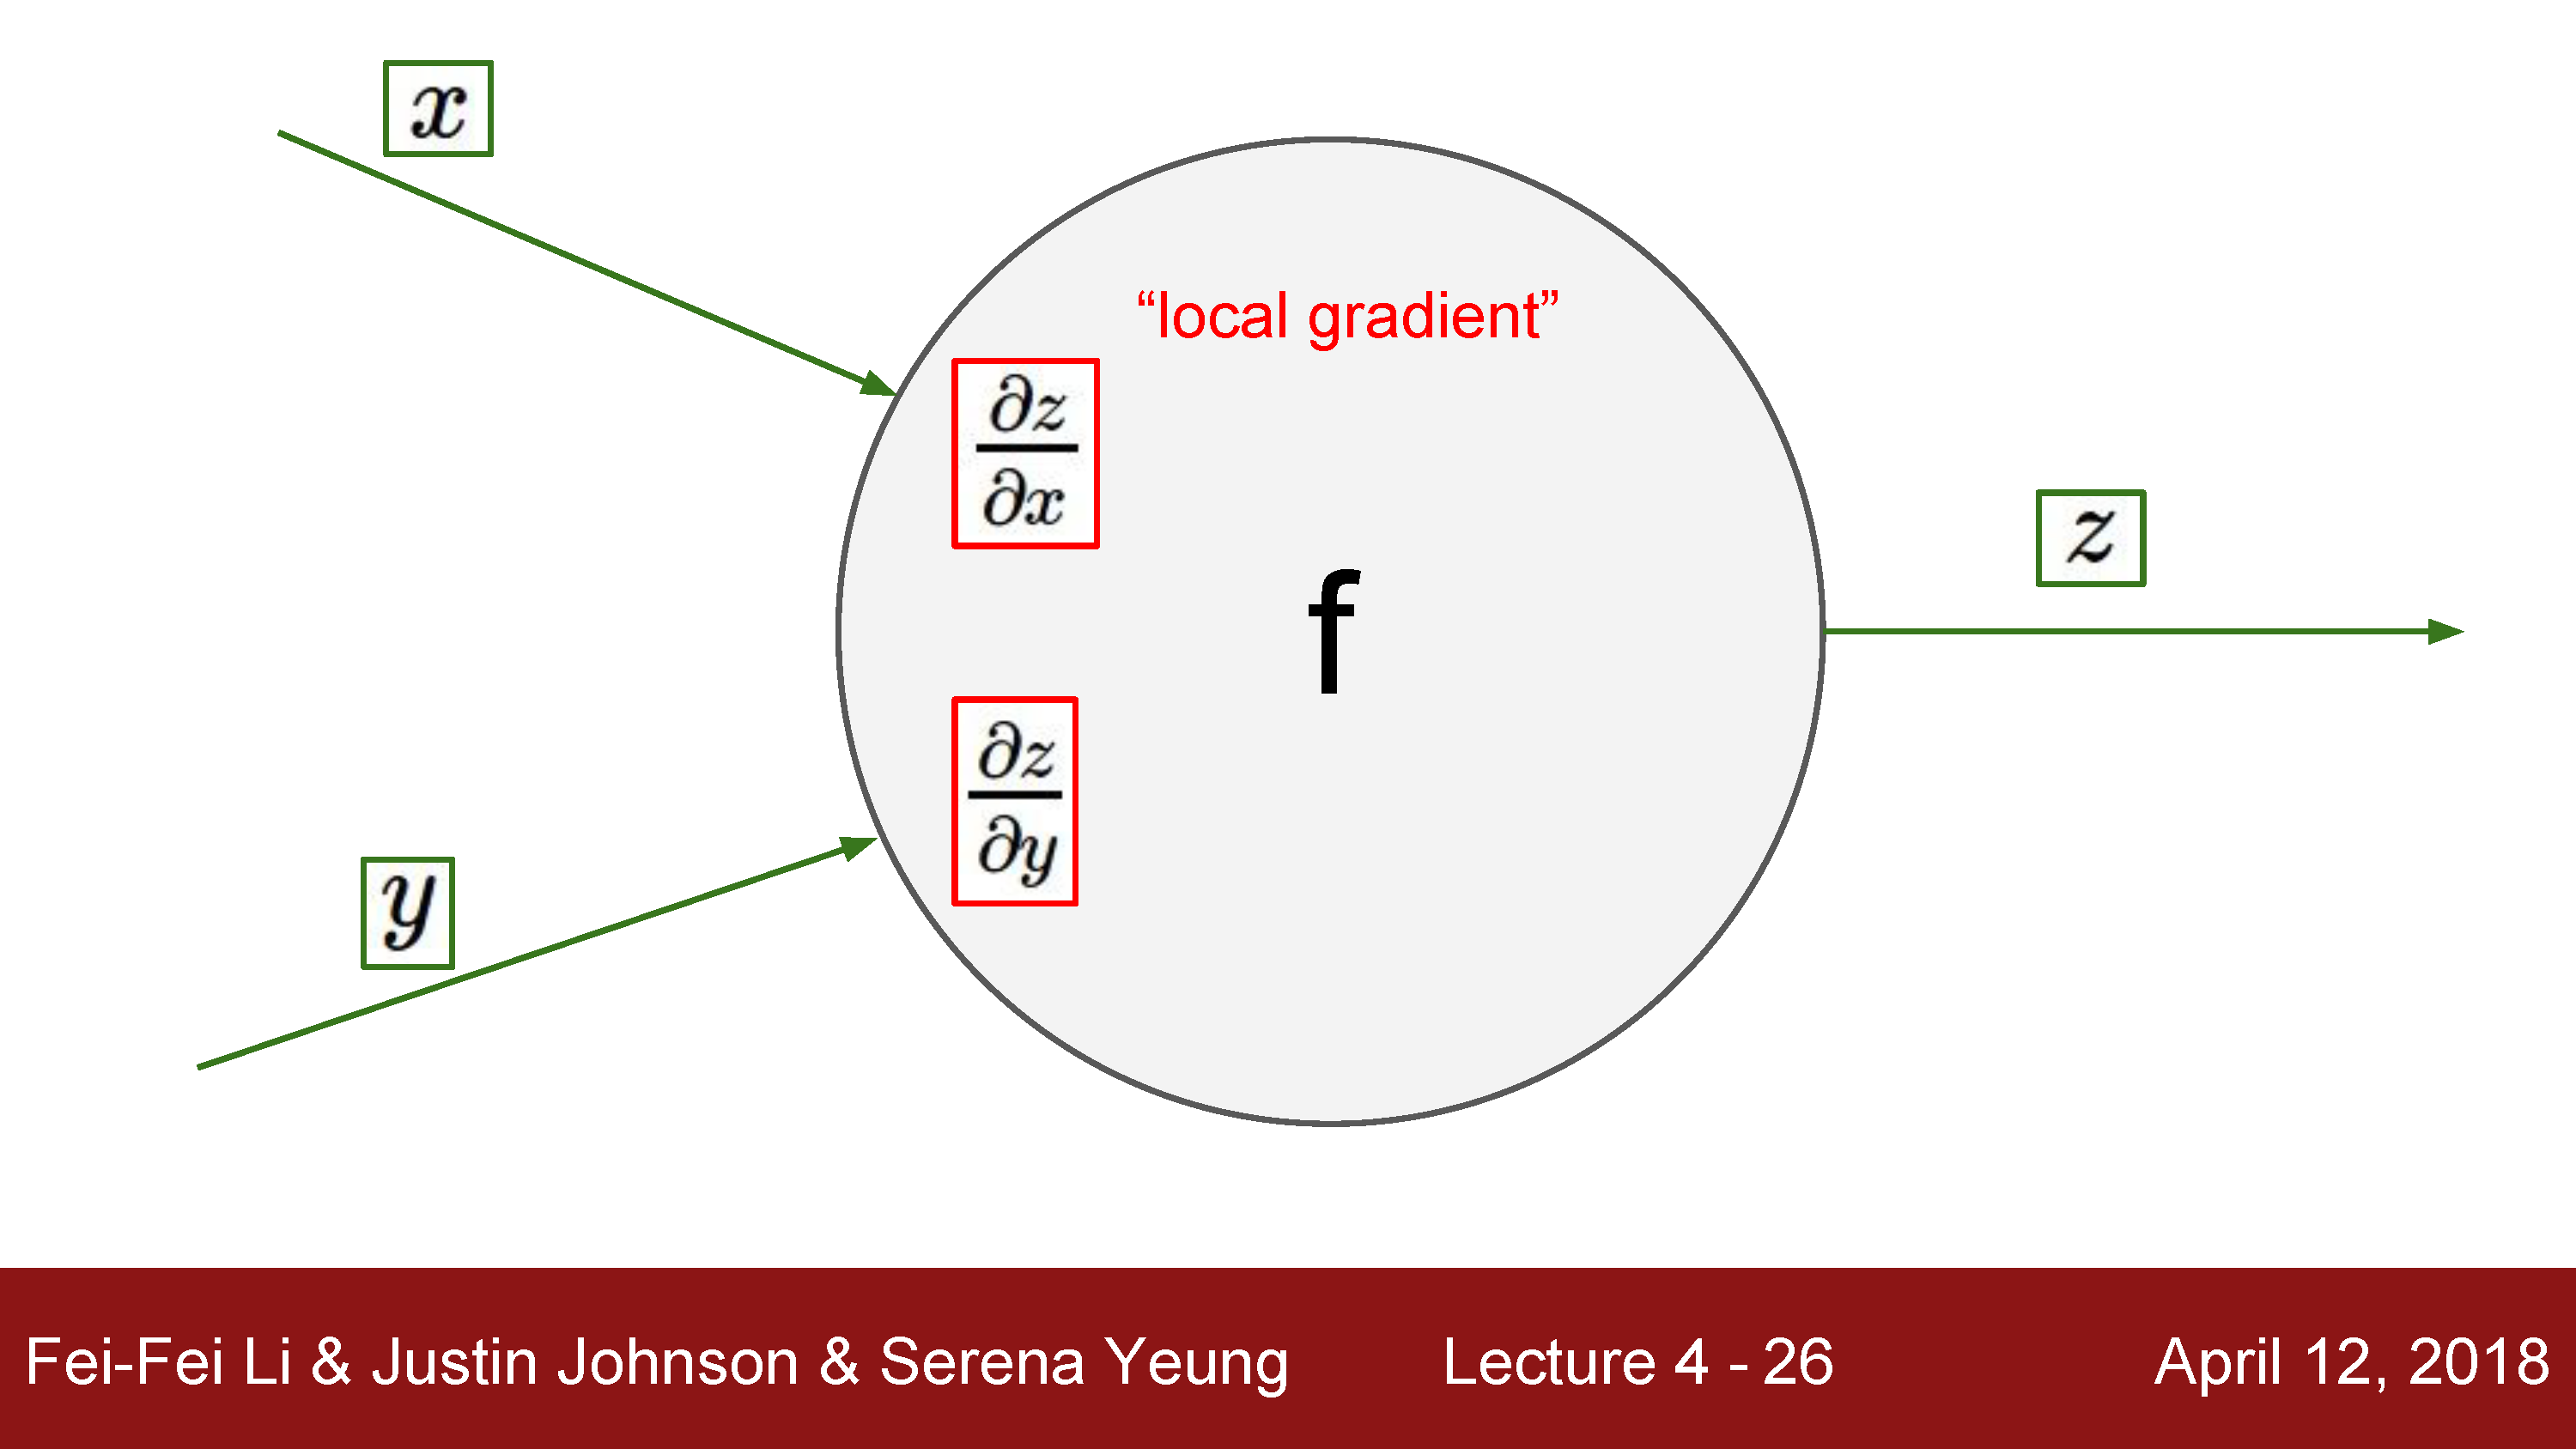 x
“local gradient”
∂z
∂x
f
z
∂z
∂y
y
Fei-Fei Li & Justin Johnson & Serena Yeung Lecture 4 - 26 April 12, 2018